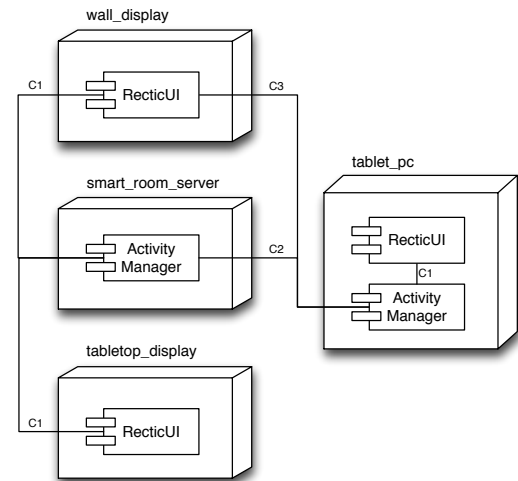 wall_display
C1
RecticUI
C3
smart_room_server
Activity
Manager
C2
tablet_pc
RecticUI
C1
Activity
Manager
tabletop_display
C1
RecticUI